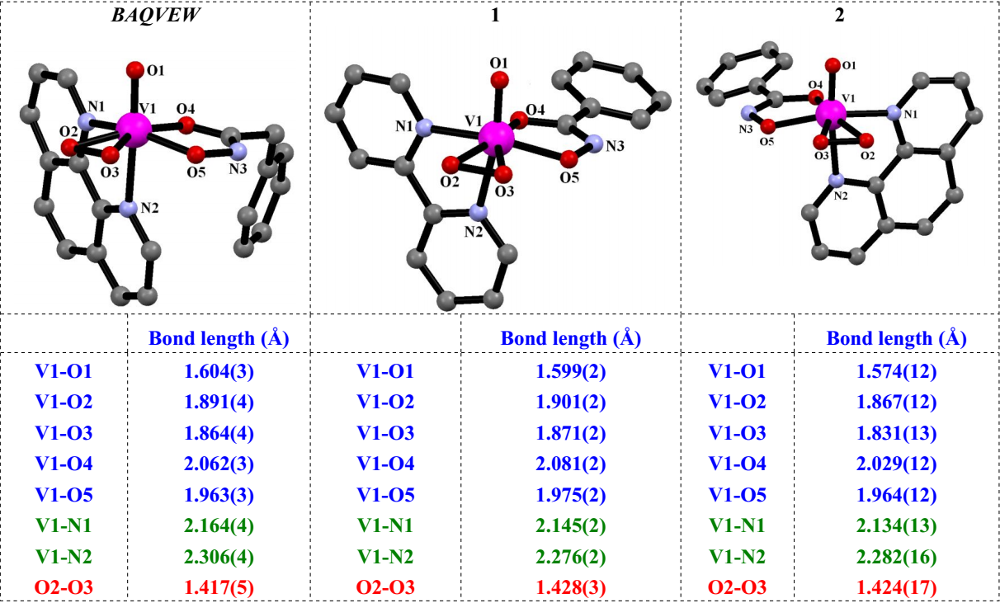 BAQVEW 1 2
O1
N1
V1
O4
O2
O3
O5
N3
N2
O1
V1
O4
N1
N3
O2
O3
O5
N2
O1
O4
V1
N1
N3
O5
O3
O2
N2
Bond length (Å) Bond length (Å) Bond length (Å)
V1-O1 1.604(3) V1-O1 1.599(2) V1-O1 1.574(12)
V1-O2 1.891(4) V1-O2 1.901(2) V1-O2 1.867(12)
V1-O3 1.864(4) V1-O3 1.871(2) V1-O3 1.831(13)
V1-O4 2.062(3) V1-O4 2.081(2) V1-O4 2.029(12)
V1-O5 1.963(3) V1-O5 1.975(2) V1-O5 1.964(12)
V1-N1 2.164(4) V1-N1 2.145(2) V1-N1 2.134(13)
V1-N2 2.306(4) V1-N2 2.276(2) V1-N2 2.282(16)
O2-O3 1.417(5) O2-O3 1.428(3) O2-O3 1.424(17)